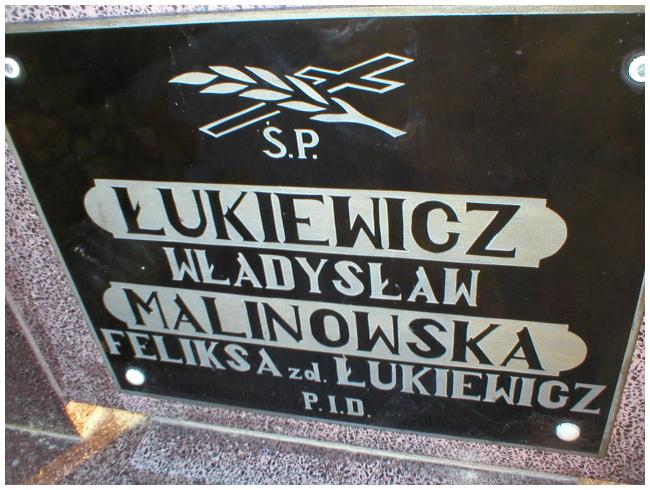 Ś.P.
ŁUKIEWICZ
WŁADYSŁAW
MALINOWSKA
FELIKSA zd. ŁUKIEWICZ
P.I.D.